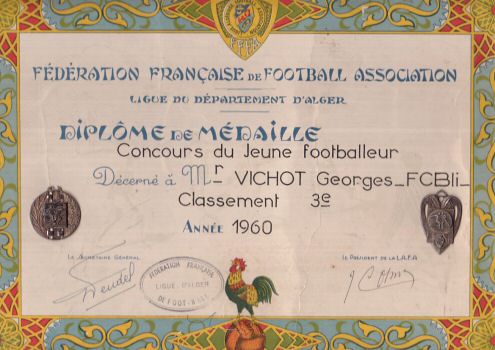 F.F.F.A
FÉDÉRATION FRANÇAISE DE FOOTBALL ASSOCIATION
LIGUE DU DÉPARTEMENT D'ALGER
DIPLÔME DE MÉDAILLE
Concours du Jeune footballeur
Décerné à Mr VICHOT Georges_FCBli_
Classement 3e
ANNÉE 1960
LE SECRÉTAIRE GÉNÉRAL
LE PRÉSIDENT DE LA L.A.F.A
FÉDÉRATION FRANÇAISE
LIGUE D'ALGER
DE FOOT-BALL